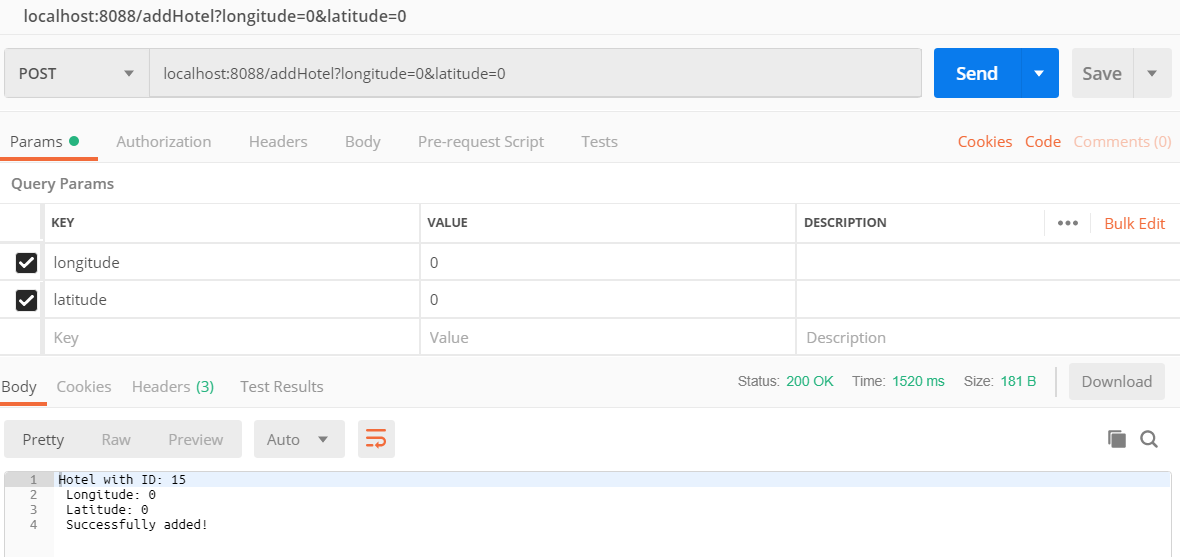 localhost:8088/addHotel?longitude=0&latitude=0
POST localhost:8088/addHotel?longitude=0&latitude=0 Send Save
Params Authorization Headers Body Pre-request Script Tests Cookies Code Comments (0)
Query Params
KEY VALUE DESCRIPTION ••• Bulk Edit
longitude 0
latitude 0
Key Value Description
Body Cookies Headers (3) Test Results Status: 200 OK Time: 1520 ms Size: 181 B Download
Pretty Raw Preview Auto
1 Hotel with ID: 15
2 Longitude: 0
3 Latitude: 0
4 Successfully added!